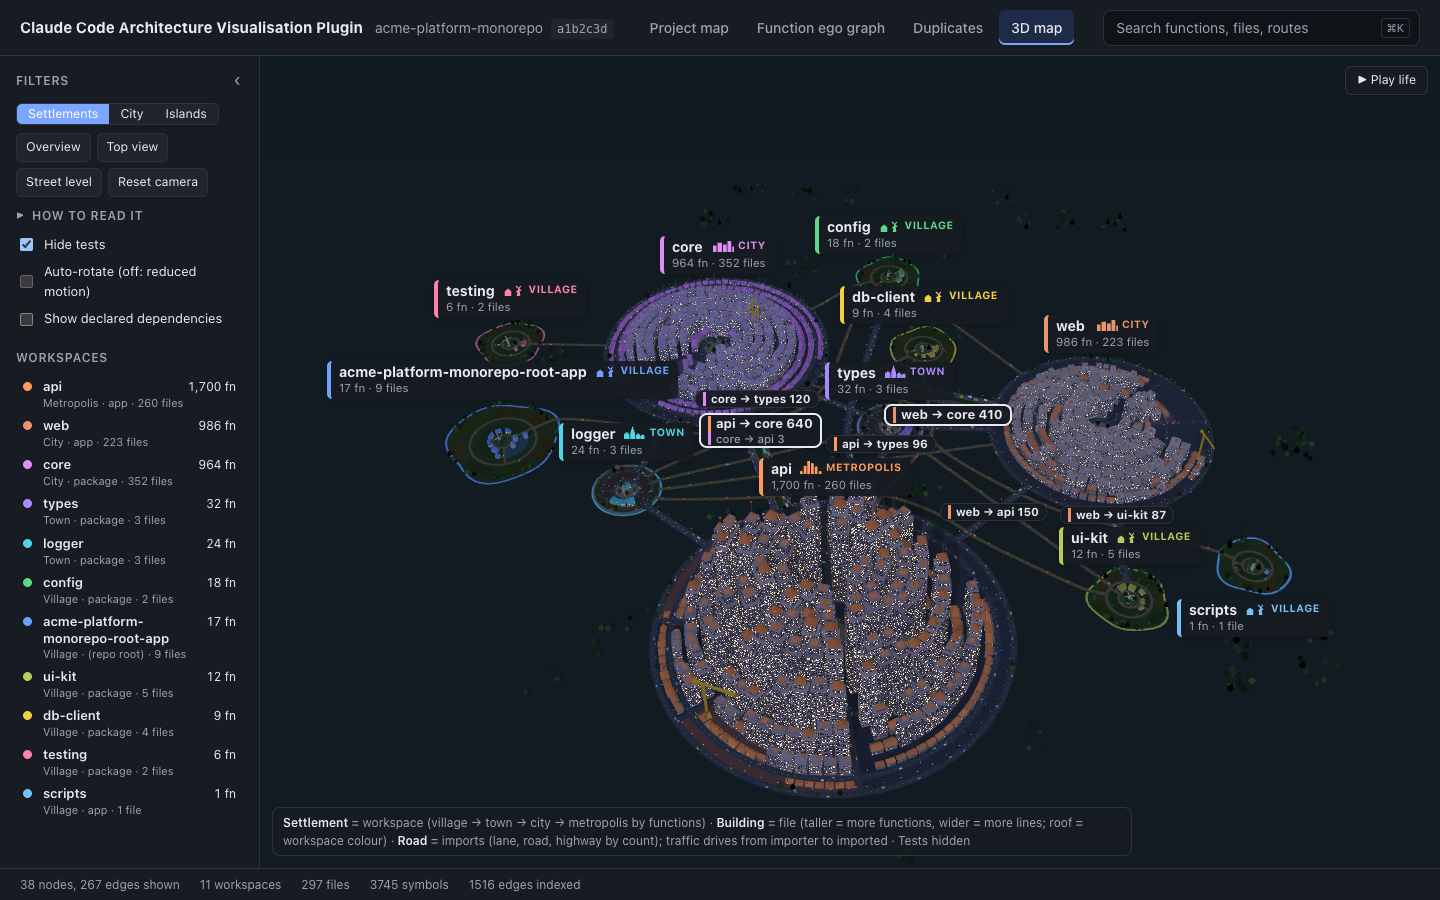 Claude Code Architecture Visualisation Plugin acme-platform-monorepo a1b2c3d Project map Function ego graph Duplicates 3D map Search functions, files, routes ⌘K
FILTERS
Settlements City Islands
Overview Top view
Street level Reset camera
HOW TO READ IT
Hide tests
Auto-rotate (off: reduced
motion)
Show declared dependencies
WORKSPACES
api 1,700 fn
Metropolis · app · 260 files
web 986 fn
City · app · 223 files
core 964 fn
City · package · 352 files
types 32 fn
Town · package · 3 files
logger 24 fn
Town · package · 3 files
config 18 fn
Village · package · 2 files
acme-platform- 17 fn
monorepo-root-app
Village · (repo root) · 9 files
ui-kit 12 fn
Village · package · 5 files
db-client 9 fn
Village · package · 4 files
testing 6 fn
Village · package · 2 files
scripts 1 fn
Village · app · 1 file
Play life
config VILLAGE
18 fn · 2 files
core CITY
964 fn · 352 files
testing VILLAGE
6 fn · 2 files
db-client VILLAGE
9 fn · 4 files
web CITY
986 fn · 223 files
acme-platform-monorepo-root-app VILLAGE
17 fn · 9 files
types TOWN
32 fn · 3 files
core → types 120
web → core 410
api → core 640
core → api 3
logger TOWN
24 fn · 3 files
api → types 96
api METROPOLIS
1,700 fn · 260 files
web → api 150
web → ui-kit 87
ui-kit VILLAGE
12 fn · 5 files
scripts VILLAGE
1 fn · 1 file
Settlement = workspace (village → town → city → metropolis by functions) · Building = file (taller = more functions, wider = more lines; roof =
workspace colour) · Road = imports (lane, road, highway by count); traffic drives from importer to imported · Tests hidden
38 nodes, 267 edges shown 11 workspaces 297 files 3745 symbols 1516 edges indexed